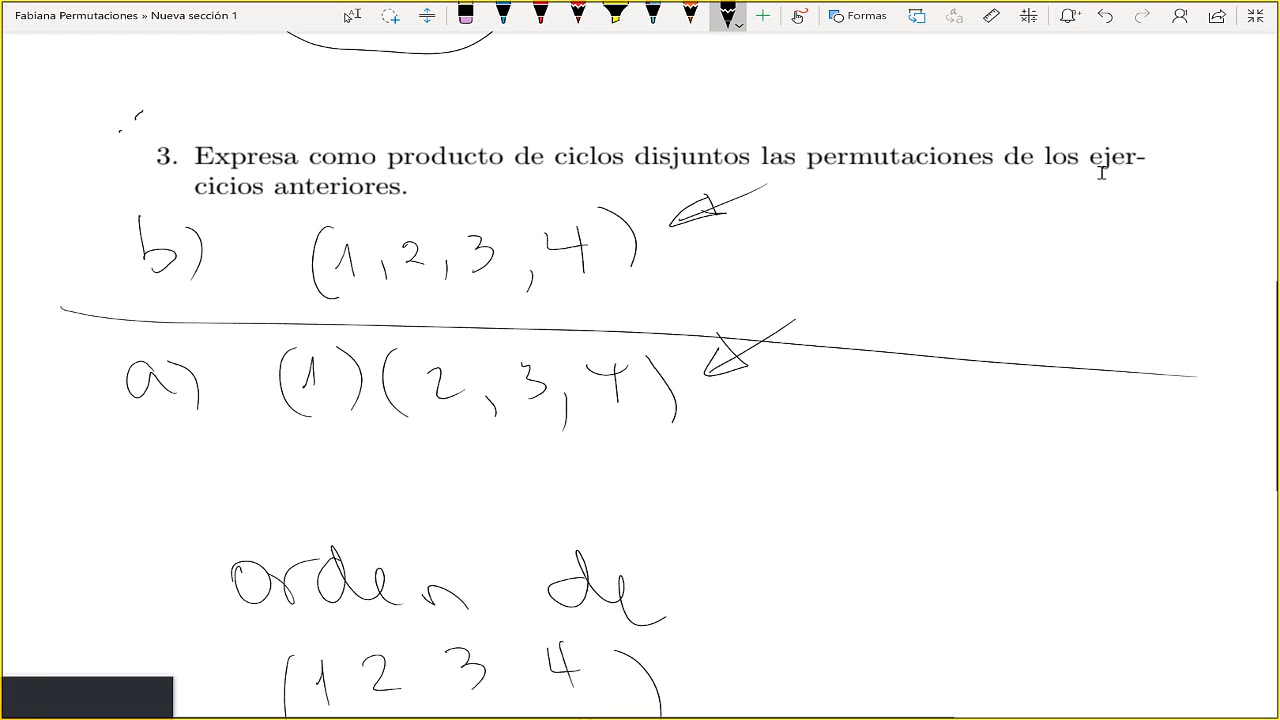 Fabiana Permutaciones » Nueva sección 1
Formas
3. Expresa como producto de ciclos disjuntos las permutaciones de los ejer-
cicios anteriores.
b) (1, 2, 3, 4)
a) (1)(2, 3, 4)
orden de
(1 2 3 4)